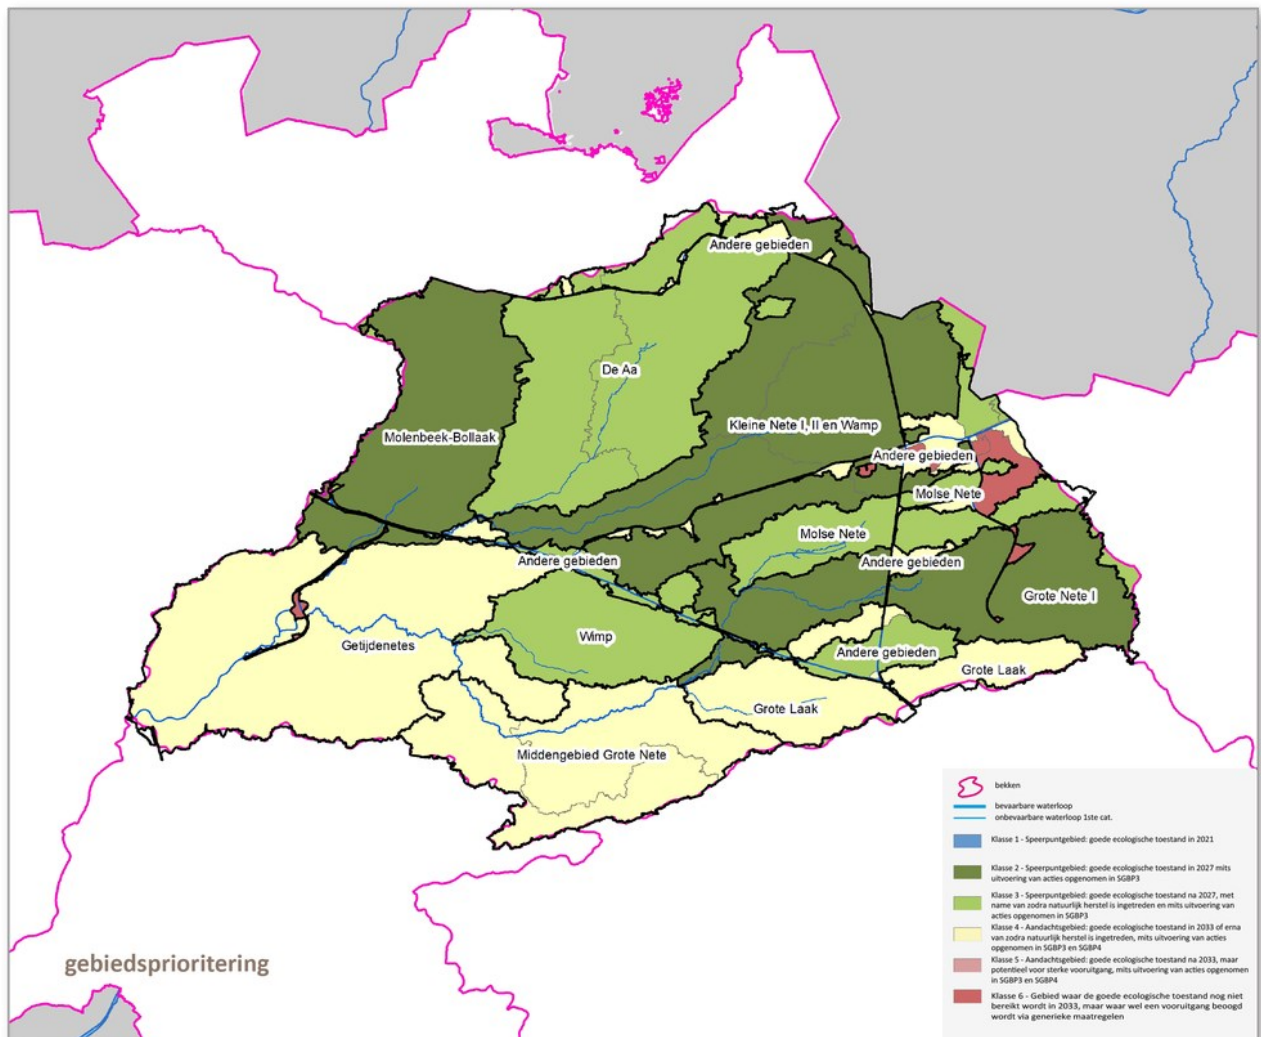 Andere gebieden
De Aa
Kleine Nete I, II en Wamp
Molenbeek-Bollaak
Andere gebieden
Molse Nete
Molse Nete
Andere gebieden
Andere gebieden
Grote Nete I
Wimp
Getijdenetes
Andere gebieden
Grote Laak
Grote Laak
Middengebied Grote Nete
bekken
bevaarbare waterloop
onbevaarbare waterloop 1ste cat.
Klasse 1 - Speerpuntgebied: goede ecologische toestand in 2021
Klasse 2 - Speerpuntgebied: goede ecologische toestand in 2027 mits
uitvoering van acties opgenomen in SGBP3
Klasse 3 - Speerpuntgebied: goede ecologische toestand na 2027, met
name van zodra natuurlijk herstel is ingetreden en mits uitvoering van
acties opgenomen in SGBP3
Klasse 4 - Aandachtsgebied: goede ecologische toestand in 2033 of erna
van zodra natuurlijk herstel is ingetreden, mits uitvoering van acties
opgenomen in SGBP3 en SGBP4
Klasse 5 - Aandachtsgebied: goede ecologische toestand na 2033, maar
potentieel voor sterke vooruitgang, mits uitvoering van acties opgenomen
in SGBP3 en SGBP4
Klasse 6 - Gebied waar de goede ecologische toestand nog niet
bereikt wordt in 2033, maar waar wel een vooruitgang beoogd
wordt via generieke maatregelen
gebiedsprioritering